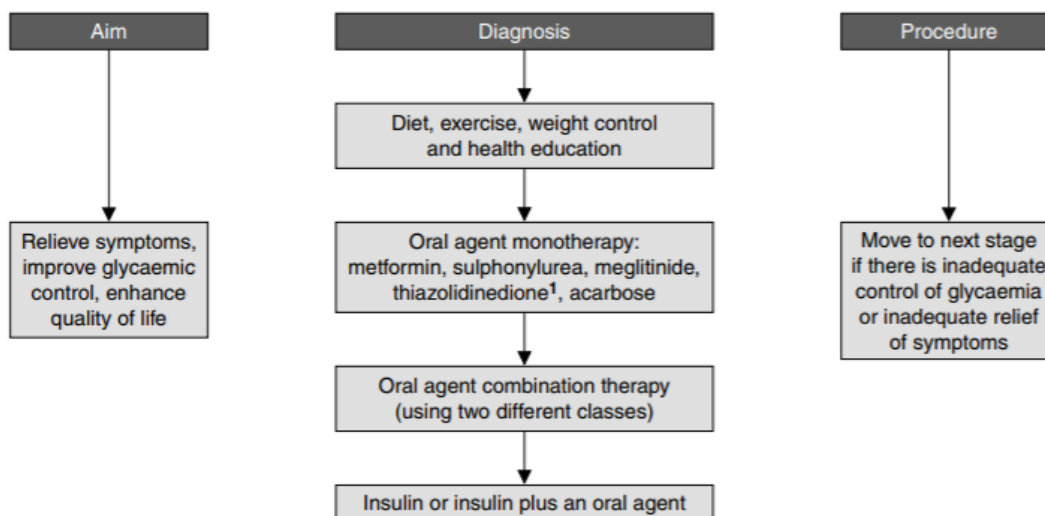 Aim
Relieve symptoms,
improve glycaemic
control, enhance
quality of life
Diagnosis
Diet, exercise, weight control
and health education
Oral agent monotherapy:
metformin, sulphonylurea, meglitinide,
thiazolidinedione¹, acarbose
Oral agent combination therapy
(using two different classes)
Insulin or insulin plus an oral agent
Procedure
Move to next stage
if there is inadequate
control of glycaemia
or inadequate relief
of symptoms